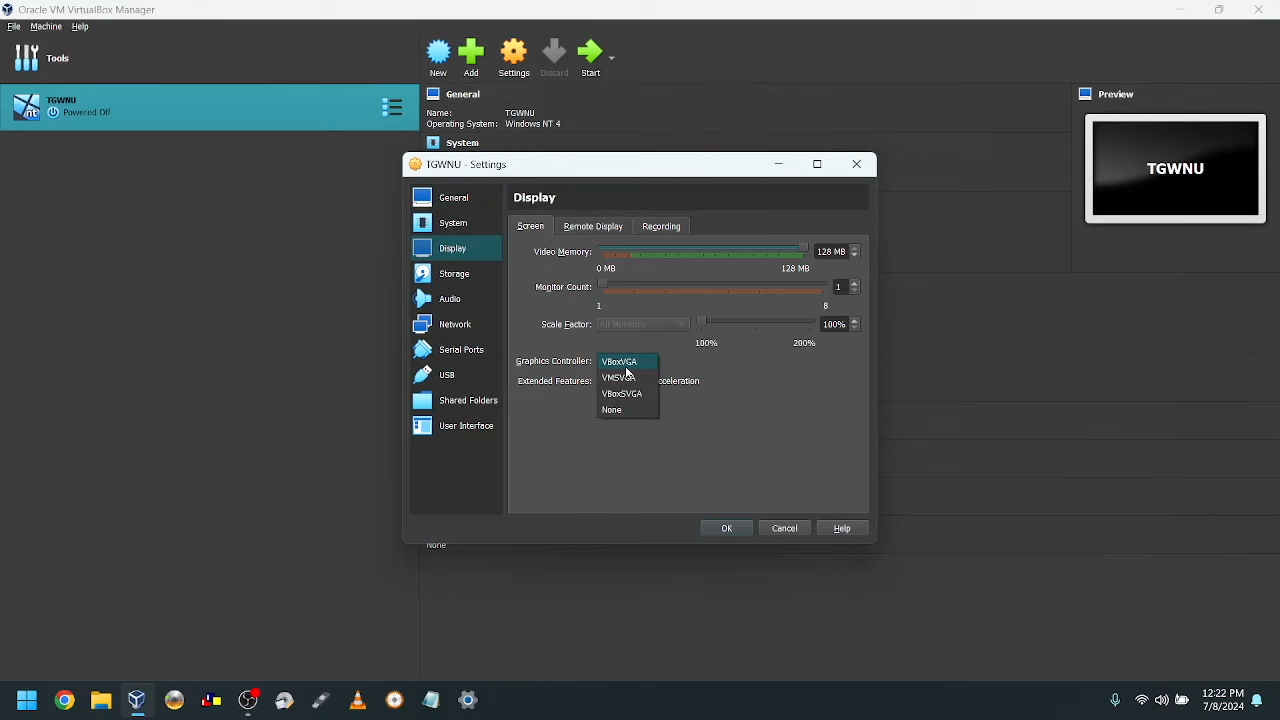 Oracle VM VirtualBox Manager
File Machine Help
Tools
New Add Settings Discard Start
TGWNU
Powered Off
General
Name: TGWNU
Operating System: Windows NT 4
System
Preview
TGWNU
TGWNU - Settings
General
System
Display
Storage
Audio
Network
Serial Ports
USB
Shared Folders
User Interface
Display
Screen Remote Display Recording
Video Memory: 128 MB
0 MB 128 MB
Monitor Count: 1
1 8
Scale Factor: All Monitors 100%
100% 200%
Graphics Controller: VBoxVGA
VMSVGA
VBoxSVGA
None
Extended Features: cceleration
OK Cancel Help
None
12:22 PM
7/8/2024